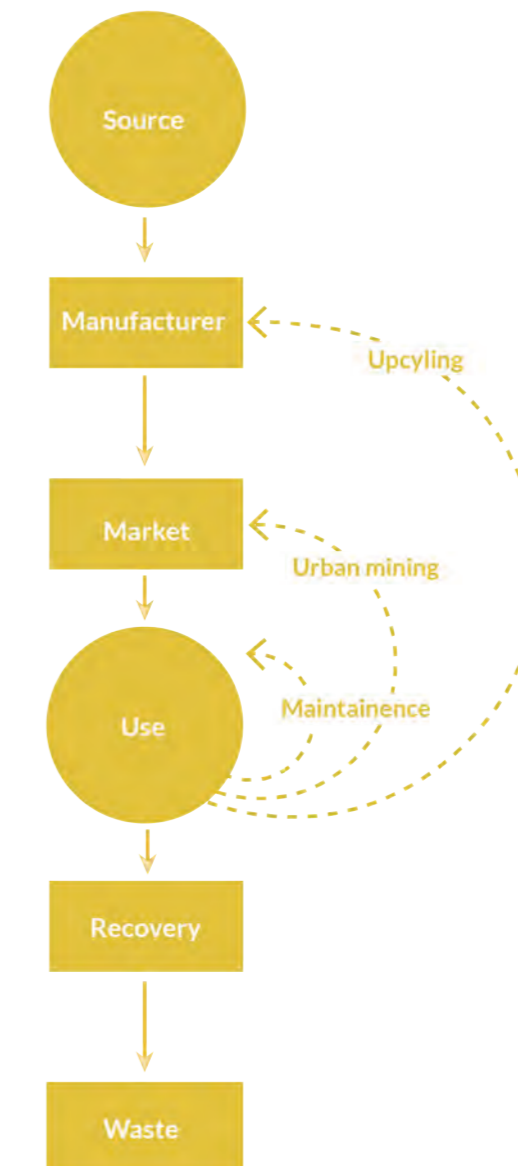 Source
Manufacturer
Upcyling
Market
Urban mining
Maintainence
Use
Recovery
Waste